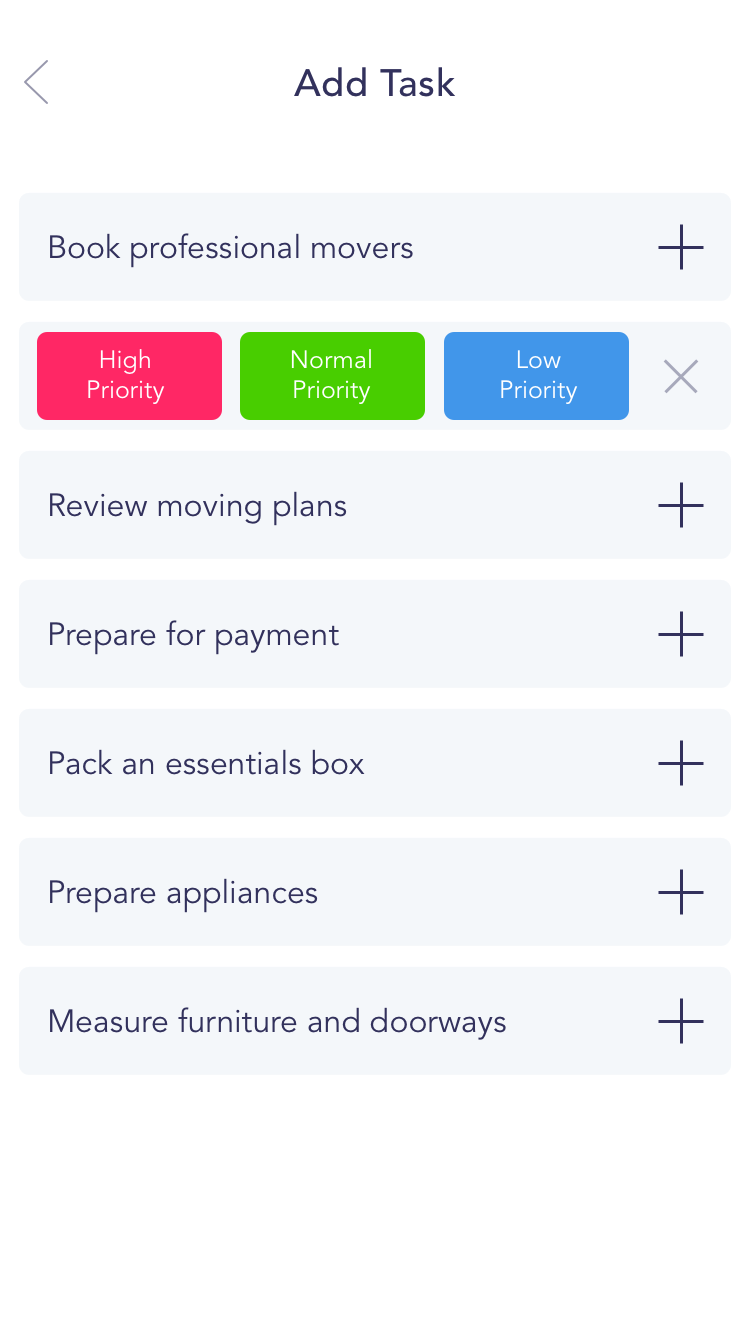 Add Task
Book professional movers
High
Priority
Normal
Priority
Low
Priority
Review moving plans
Prepare for payment
Pack an essentials box
Prepare appliances
Measure furniture and doorways